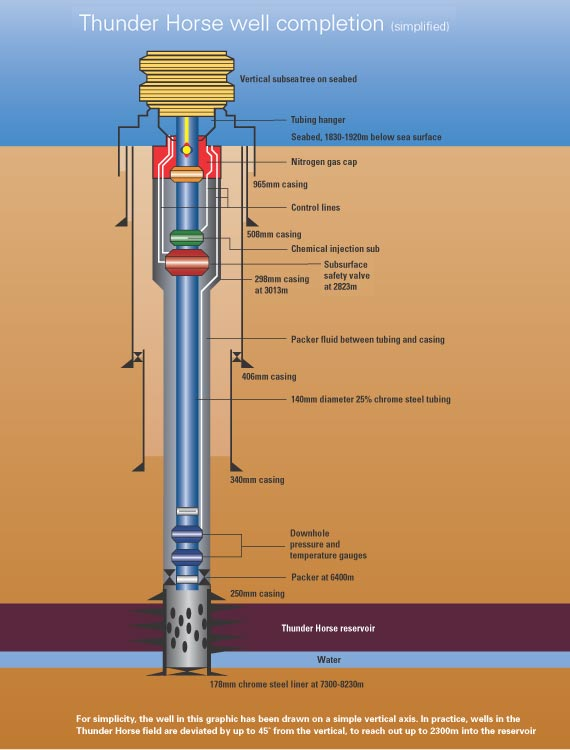 Thunder Horse well completion (simplified)
Vertical subsea tree on seabed
Tubing hanger
Seabed, 1830-1920m below sea surface
Nitrogen gas cap
965mm casing
Control lines
508mm casing
Chemical injection sub
Subsurface
safety valve
at 2823m
298mm casing
at 3013m
Packer fluid between tubing and casing
406mm casing
140mm diameter 25% chrome steel tubing
340mm casing
Downhole
pressure and
temperature gauges
Packer at 6400m
250mm casing
Thunder Horse reservoir
Water
178mm chrome steel liner at 7300-8230m
For simplicity, the well in this graphic has been drawn on a simple vertical axis. In practice, wells in the
Thunder Horse field are deviated by up to 45° from the vertical, to reach out up to 2300m into the reservoir